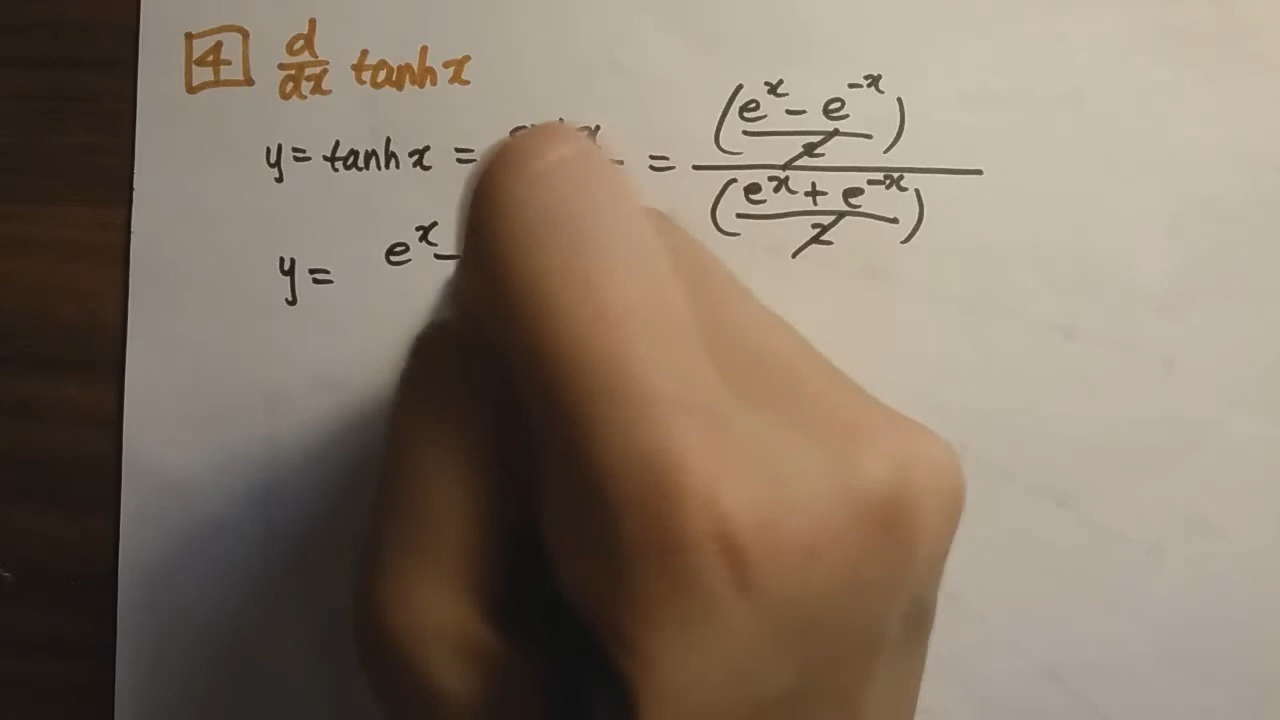 4 d/dx tanh x
y = tanh x = = (e^x - e^-x / 2) / (e^x + e^-x / 2)
y = e^x -